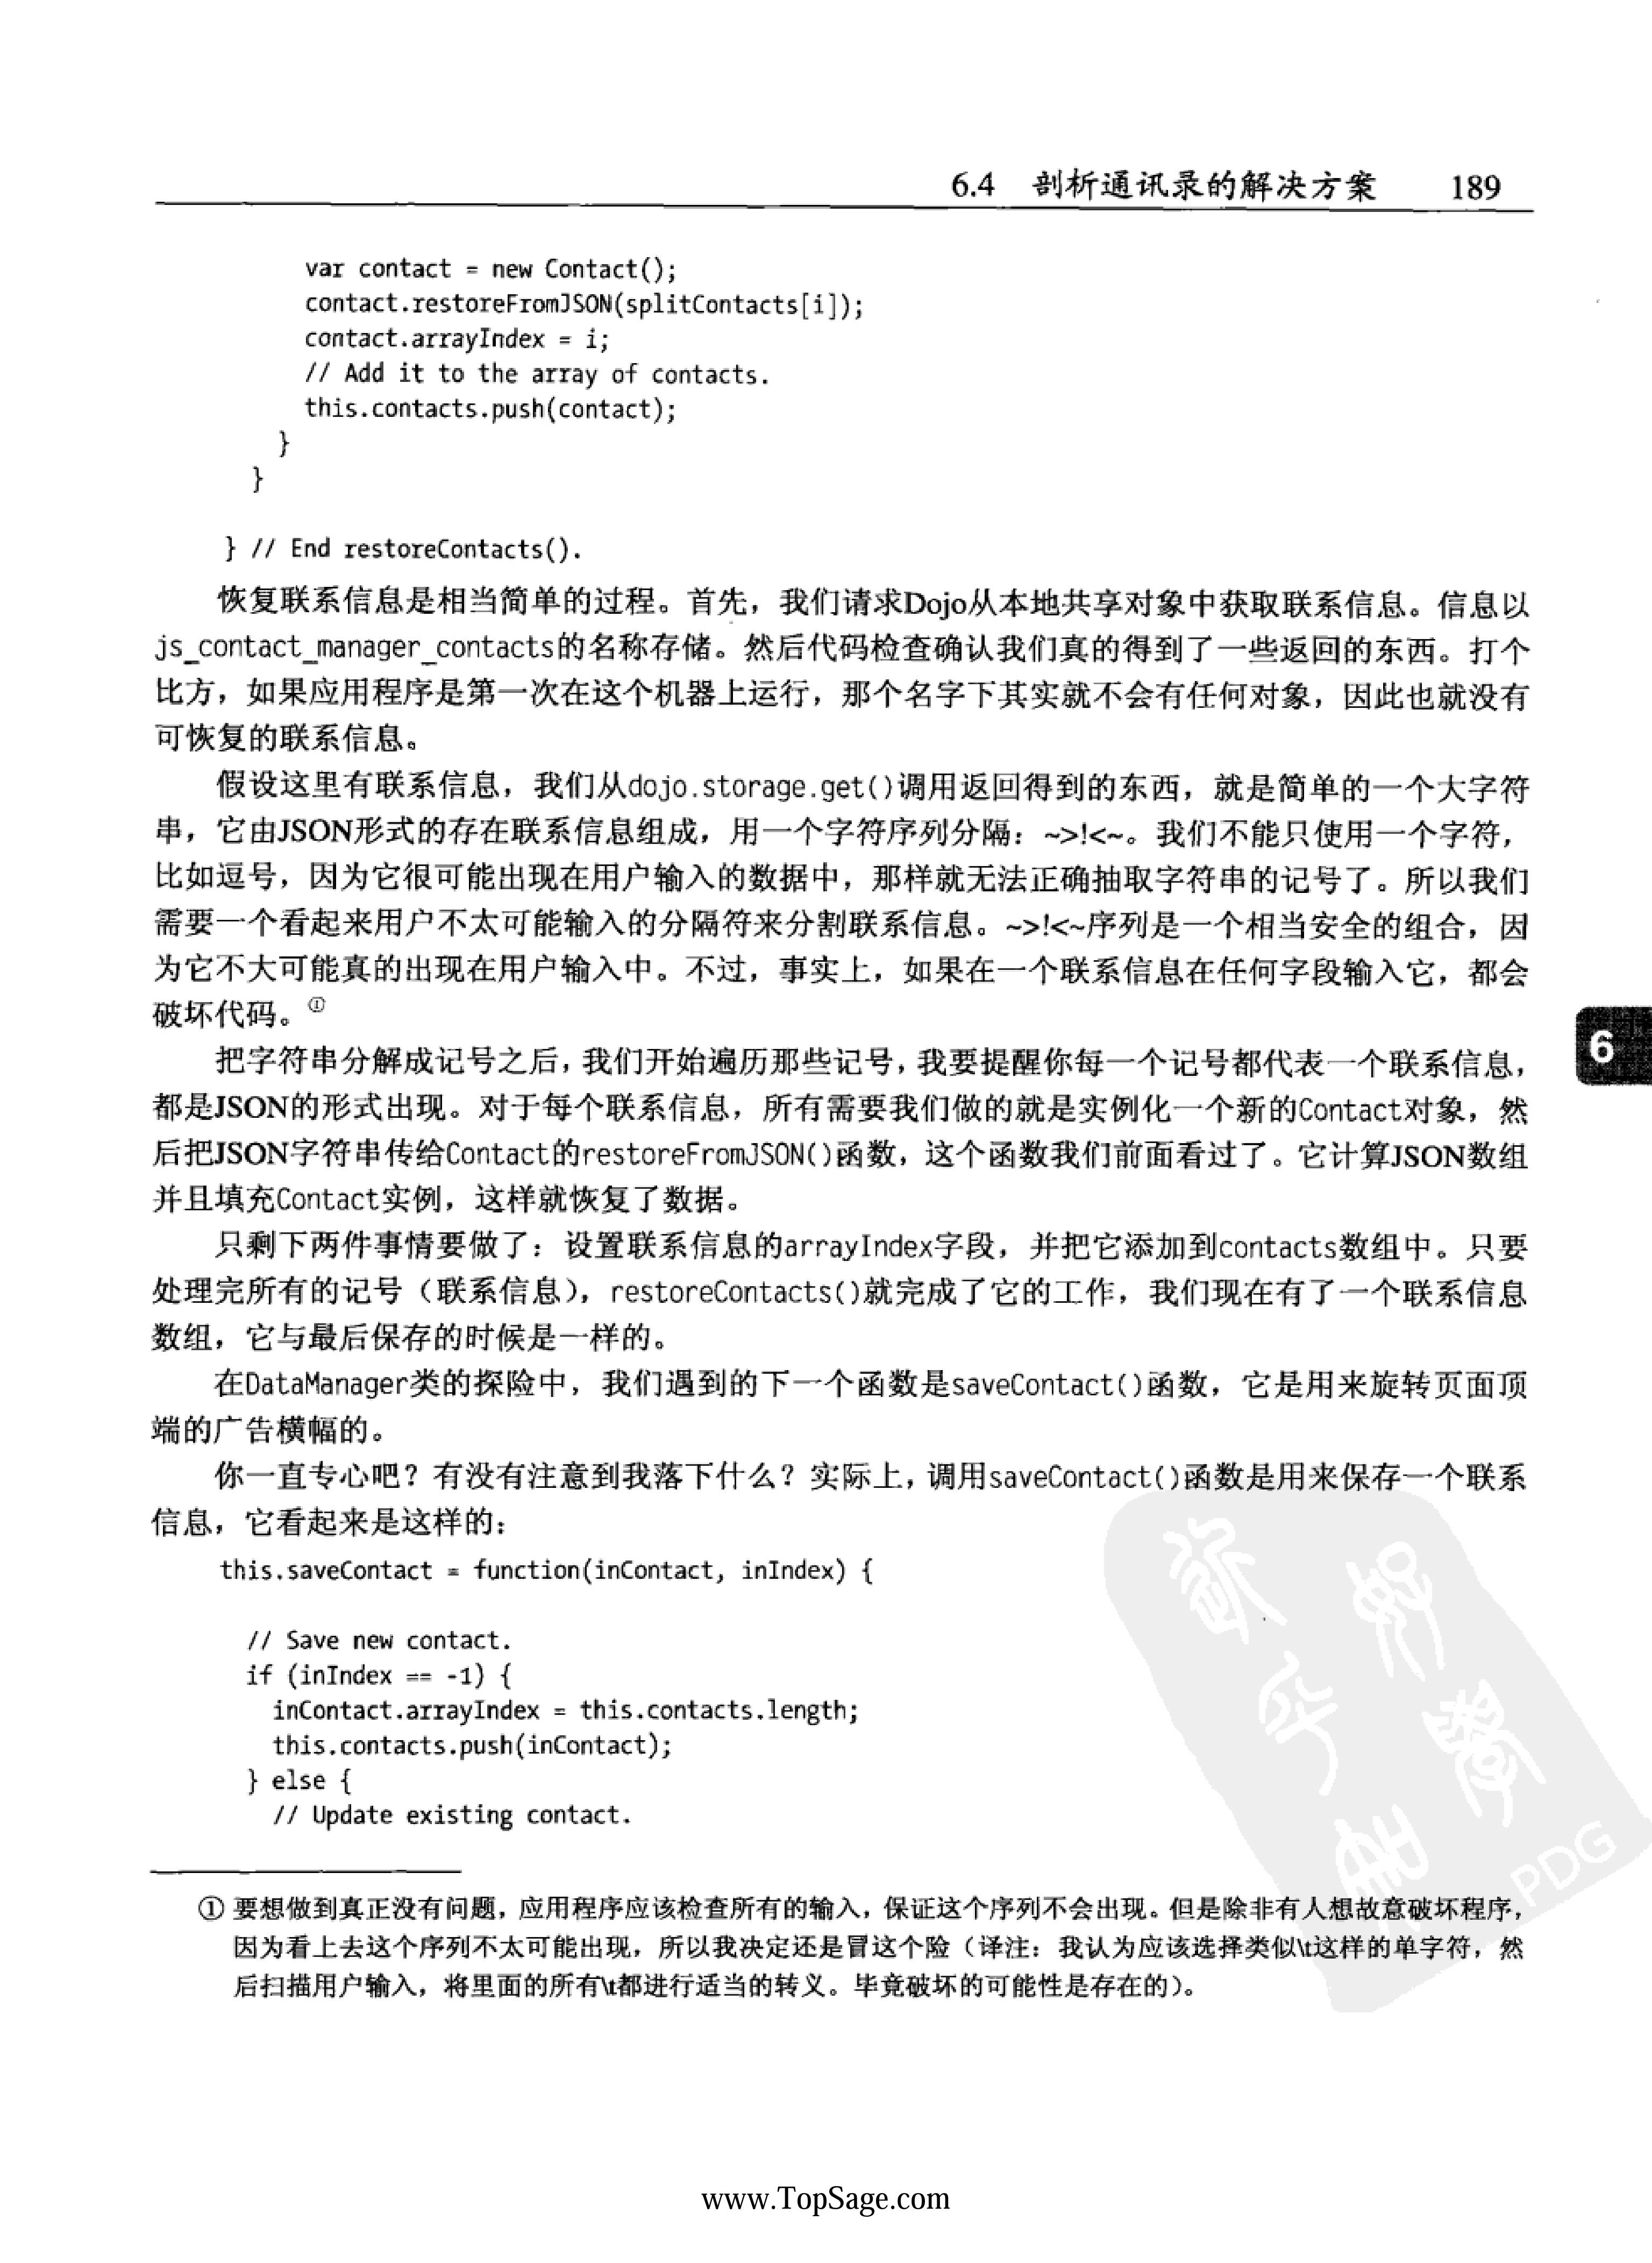 6.4 剖析通讯录的解决方案 189
var contact = new Contact();
contact.restoreFromJSON(splitContacts[i]);
contact.arrayIndex = i;
// Add it to the array of contacts.
this.contacts.push(contact);
}
}
} // End restoreContacts().
恢复联系信息是相当简单的过程。首先，我们请求Dojo从本地共享对象中获取联系信息。信息以
js_contact_manager_contacts的名称存储。然后代码检查确认我们真的得到了一些返回的东西。打个
比方，如果应用程序是第一次在这个机器上运行，那个名字下其实就不会有任何对象，因此也就没有
可恢复的联系信息。
假设这里有联系信息，我们从dojo.storage.get()调用返回得到的东西，就是简单的一个大字符
串，它由JSON形式的存在联系信息组成，用一个字符序列分隔：~>!<~。我们不能只使用一个字符，
比如逗号，因为它很可能出现在用户输入的数据中，那样就无法正确抽取字符串的记号了。所以我们
需要一个看起来用户不太可能输入的分隔符来分割联系信息。~>!<~序列是一个相当安全的组合，因
为它不大可能真的出现在用户输入中。不过，事实上，如果在一个联系信息在任何字段输入它，都会
破坏代码。①
把字符串分解成记号之后，我们开始遍历那些记号，我要提醒你每一个记号都代表一个联系信息，
都是JSON的形式出现。对于每个联系信息，所有需要我们做的就是实例化一个新的Contact对象，然
后把JSON字符串传给Contact的restoreFromJSON()函数，这个函数我们前面看过了。它计算JSON数组
并且填充Contact实例，这样就恢复了数据。
只剩下两件事情要做了：设置联系信息的arrayIndex字段，并把它添加到contacts数组中。只要
处理完所有的记号（联系信息），restoreContacts()就完成了它的工作，我们现在有了一个联系信息
数组，它与最后保存的时候是一样的。
在DataManager类的探险中，我们遇到的下一个函数是saveContact()函数，它是用来旋转页面顶
端的广告横幅的。
你一直专心吧？有没有注意到我落下什么？实际上，调用saveContact()函数是用来保存一个联系
信息，它看起来是这样的：
this.saveContact = function(inContact, inIndex) {
// Save new contact.
if (inIndex == -1) {
inContact.arrayIndex = this.contacts.length;
this.contacts.push(inContact);
} else {
// Update existing contact.
① 要想做到真正没有问题，应用程序应该检查所有的输入，保证这个序列不会出现。但是除非有人想故意破坏程序，
因为看上去这个序列不太可能出现，所以我决定还是冒这个险（译注：我认为应该选择类似\t这样的单字符，然
后扫描用户输入，将里面的所有\t都进行适当的转义。毕竟破坏的可能性是存在的）。
6
PDG
www.TopSage.com